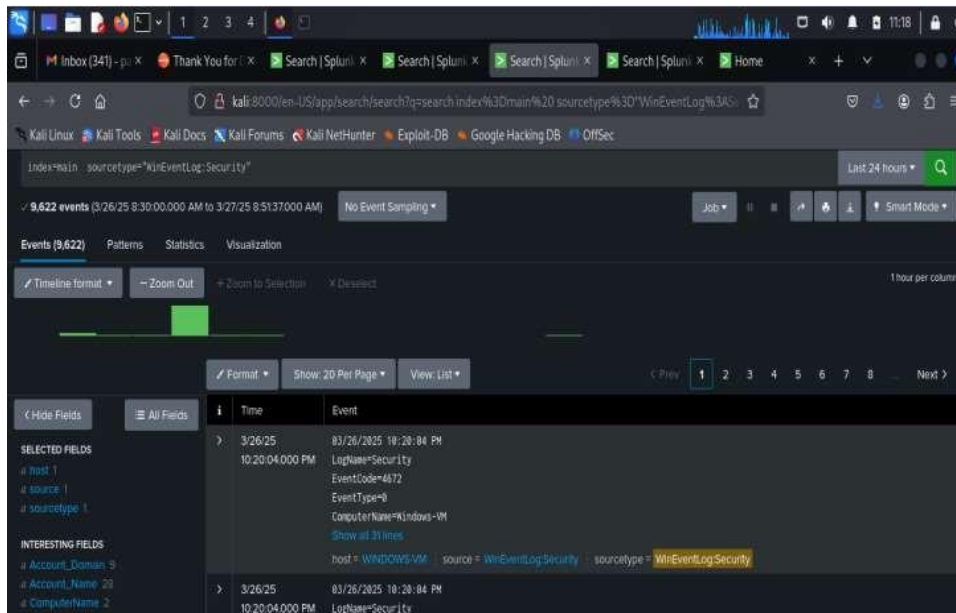 1 2 3 4 11:18
Inbox (341) - Thank You for Search | Splunk Search | Splunk Search | Splunk Search | Splunk Home
kali:8000/en-US/app/search/search?q=search index%3Dmain%20 sourcetype%3D"WinEventLog%3AS
Kali Linux Kali Tools Kali Docs Kali Forums Kali NetHunter Exploit-DB Google Hacking DB OffSec
index=main sourcetype="WinEventLog:Security" Last 24 hours
9,622 events (3/26/25 8:30:00.000 AM to 3/27/25 8:51:37.000 AM) No Event Sampling Job Smart Mode
Events (9,622) Patterns Statistics Visualization
Timeline format – Zoom Out + Zoom to Selection × Deselect 1 hour per column
Format Show: 20 Per Page View: List < Prev 1 2 3 4 5 6 7 8 ... Next >
< Hide Fields All Fields i Time Event
SELECTED FIELDS
a host 1
a source 1
a sourcetype 1
INTERESTING FIELDS
a Account_Domain 9
a Account_Name 28
a ComputerName 2
> 3/26/25
10:20:04.000 PM
03/26/2025 10:20:04 PM
LogName=Security
EventCode=4672
EventType=0
ComputerName=Windows-VM
Show all 31 lines
host = WINDOWS-VM source = WinEventLog:Security sourcetype = WinEventLog:Security
> 3/26/25
10:20:04.000 PM
03/26/2025 10:20:04 PM
LogName=Security